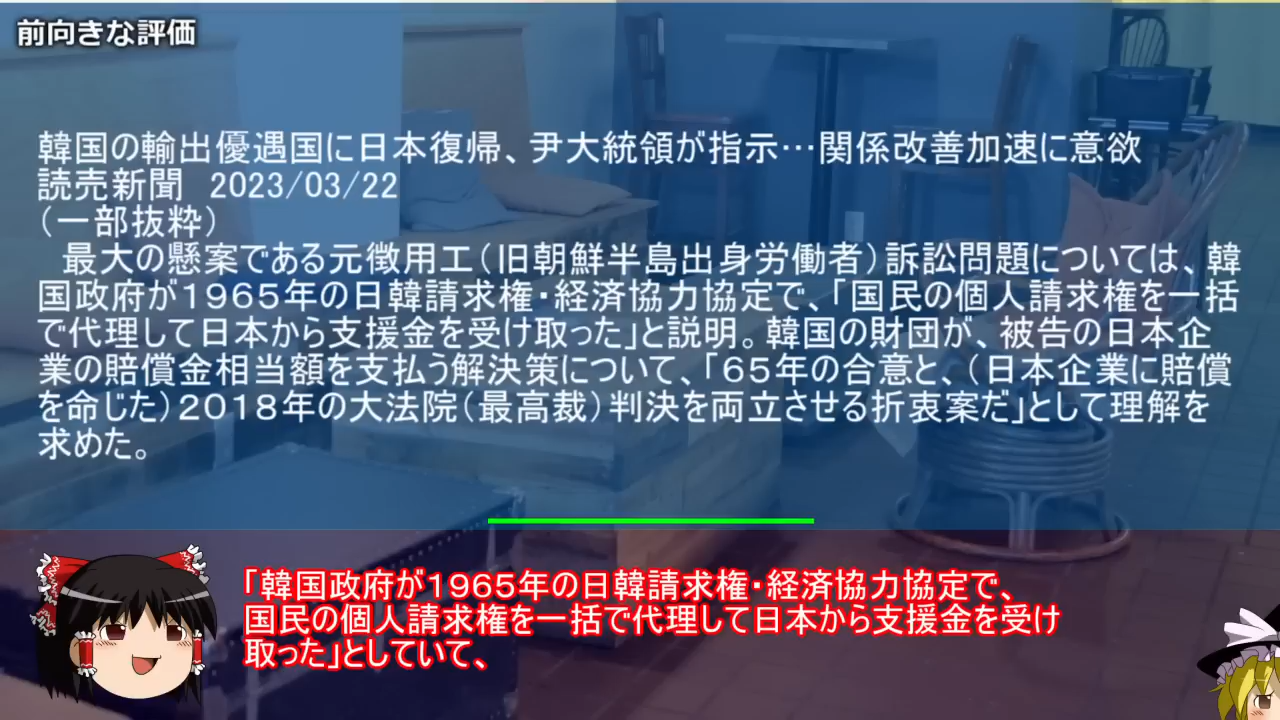 前向きな評価
韓国の輸出優遇国に日本復帰、尹大統領が指示…関係改善加速に意欲
読売新聞　2023/03/22
（一部抜粋）
　最大の懸案である元徴用工（旧朝鮮半島出身労働者）訴訟問題については、韓
国政府が１９６５年の日韓請求権・経済協力協定で、「国民の個人請求権を一括
で代理して日本から支援金を受け取った」と説明。韓国の財団が、被告の日本企
業の賠償金相当額を支払う解決策について、「６５年の合意と、（日本企業に賠償
を命じた）２０１８年の大法院（最高裁）判決を両立させる折衷案だ」として理解を
求めた。
「韓国政府が１９６５年の日韓請求権・経済協力協定で、
国民の個人請求権を一括で代理して日本から支援金を受け
取った」としていて、